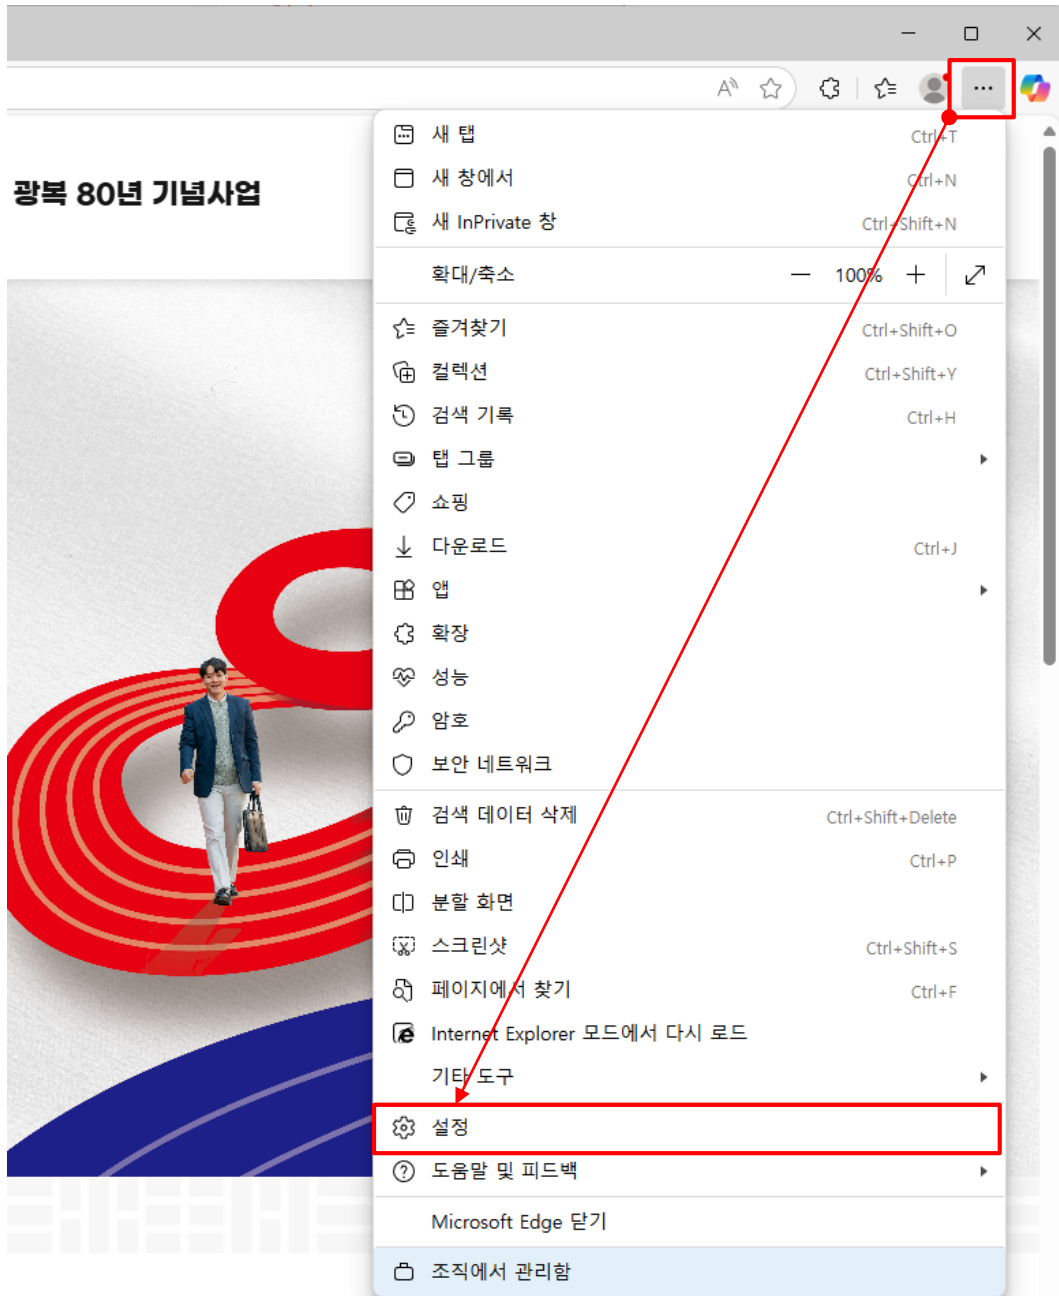 광복 80년 기념사업
새 탭 Ctrl+T
새 창에서 Ctrl+N
새 InPrivate 창 Ctrl+Shift+N
확대/축소 100%
즐겨찾기 Ctrl+Shift+O
컬렉션 Ctrl+Shift+Y
검색 기록 Ctrl+H
탭 그룹
쇼핑
다운로드 Ctrl+J
앱
확장
성능
암호
보안 네트워크
검색 데이터 삭제 Ctrl+Shift+Delete
인쇄 Ctrl+P
분할 화면
스크린샷 Ctrl+Shift+S
페이지에서 찾기 Ctrl+F
Internet Explorer 모드에서 다시 로드
기타 도구
설정
도움말 및 피드백
Microsoft Edge 닫기
조직에서 관리함